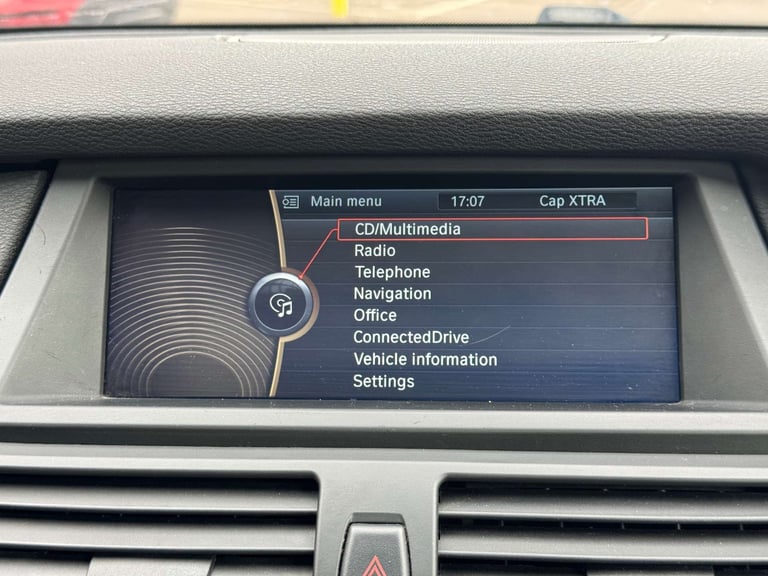 Main menu 17:07 Cap XTRA
CD/Multimedia
Radio
Telephone
Navigation
Office
ConnectedDrive
Vehicle information
Settings